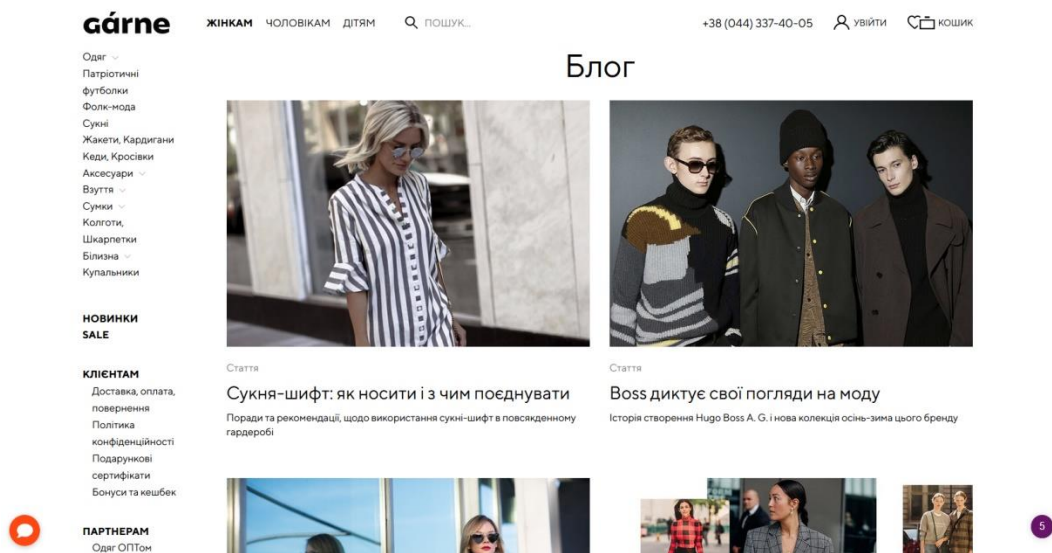 Gárne
ЖІНКАМ ЧОЛОВІКАМ ДІТЯМ
ПОШУК...
+38 (044) 337-40-05
УВІЙТИ
КОШИК
Одяг
Патріотичні
футболки
Фолк-мода
Сукні
Жакети, Кардигани
Кеди, Кросівки
Аксесуари
Взуття
Сумки
Колготи,
Шкарпетки
Білизна
Купальники
НОВИНКИ
SALE
КЛІЄНТАМ
Доставка, оплата,
повернення
Політика
конфіденційності
Подарункові
сертифікати
Бонуси та кешбек
ПАРТНЕРАМ
Одяг ОПТом
Блог
Стаття
Сукня-шифт: як носити і з чим поєднувати
Поради та рекомендації, щодо використання сукні-шифт в повсякденному
гардеробі
Стаття
Boss диктує свої погляди на моду
Історія створення Hugo Boss A. G. і нова колекція осінь-зима цього бренду
5